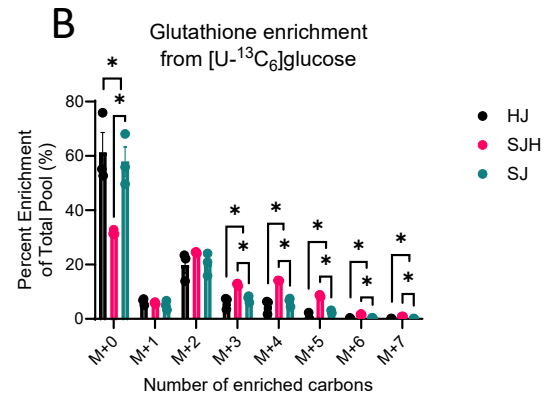 B
Glutathione enrichment
from [U-¹³C₆]glucose
Percent Enrichment
of Total Pool (%)
80
60
40
20
0
* *
* *
* *
* *
* *
* *
M+0 M+1 M+2 M+3 M+4 M+5 M+6 M+7
Number of enriched carbons
HJ
SJH
SJ